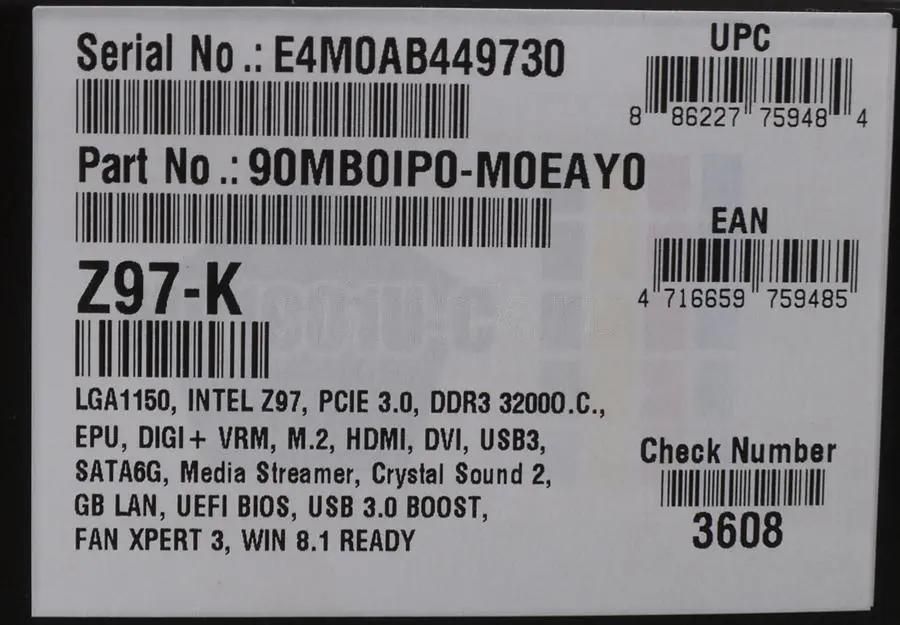 Serial No.: E4M0AB449730
UPC
8 86227 75948 4
Part No.: 90MB0IP0-M0EAY0
EAN
4 716659 759485
Z97-K
LGA1150, INTEL Z97, PCIE 3.0, DDR3 3200O.C.,
EPU, DIGI+ VRM, M.2, HDMI, DVI, USB3,
SATA6G, Media Streamer, Crystal Sound 2,
GB LAN, UEFI BIOS, USB 3.0 BOOST,
FAN XPERT 3, WIN 8.1 READY
Check Number
3608